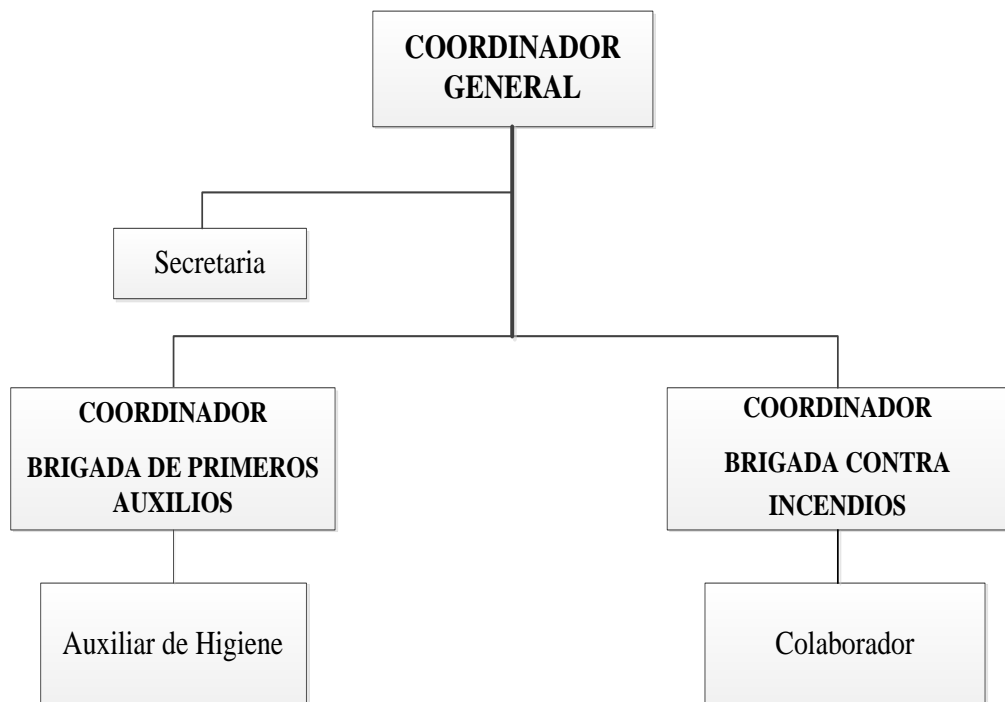 COORDINADOR
GENERAL
Secretaria
COORDINADOR
BRIGADA DE PRIMEROS
AUXILIOS
COORDINADOR
BRIGADA CONTRA
INCENDIOS
Auxiliar de Higiene
Colaborador